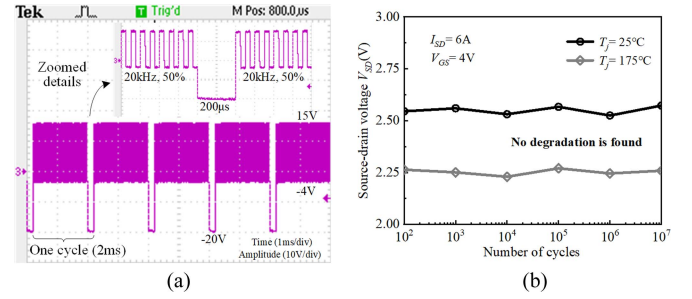 Tek
T Trig'd
M Pos: 800.0µs
Zoomed
details
3
20kHz, 50%
20kHz, 50%
200µs
15V
3
-4V
-20V
One cycle (2ms)
Time (1ms/div)
Amplitude (10V/div)
(a)
Source-drain voltage VSD(V)
3.00
2.75
2.50
2.25
2.00
ISD= 6A
VGS= 4V
Tj= 25°C
Tj= 175°C
No degradation is found
10² 10³ 10⁴ 10⁵ 10⁶ 10⁷
Number of cycles
(b)